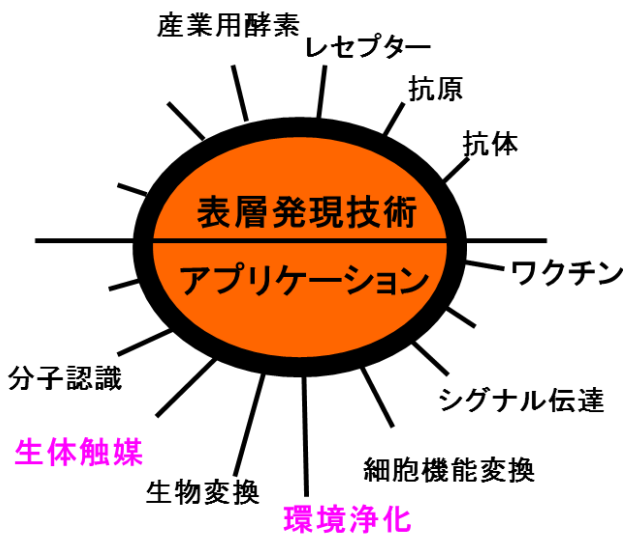 産業用酵素
レセプター
抗原
抗体
表層発現技術
アプリケーション
ワクチン
分子認識
シグナル伝達
生体触媒
細胞機能変換
生物変換
環境浄化